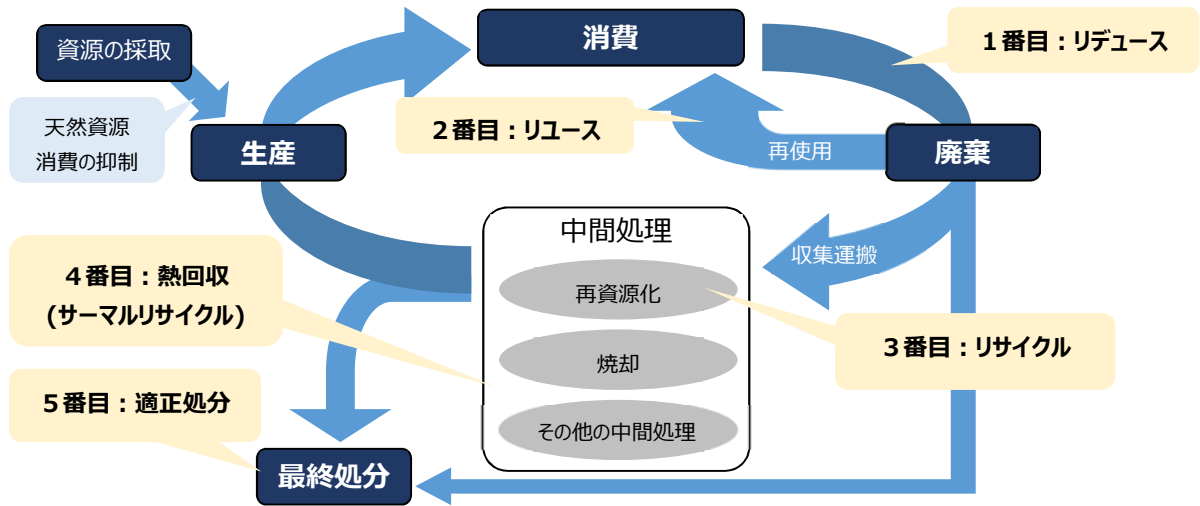 資源の採取
消費
1番目：リデュース
天然資源
消費の抑制
2番目：リユース
生産
再使用
廃棄
中間処理
収集運搬
4番目：熱回収
(サーマルリサイクル)
再資源化
3番目：リサイクル
焼却
5番目：適正処分
その他の中間処理
最終処分